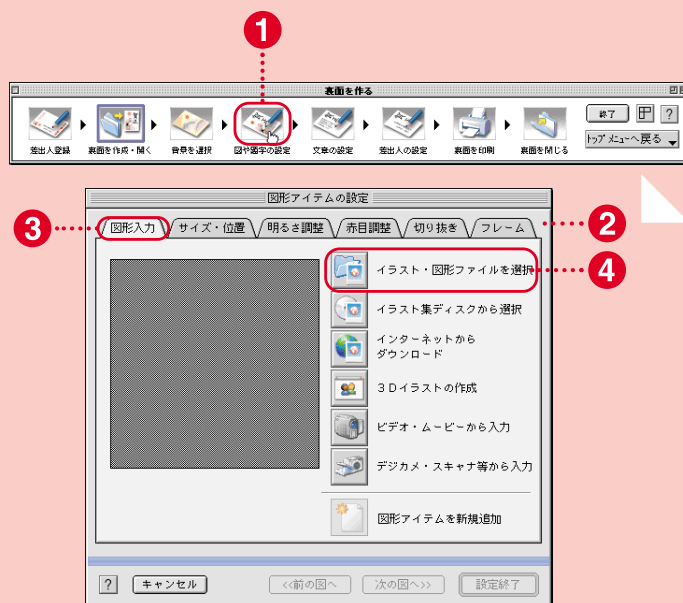 1
裏面を作る
差出人登録
裏面を作成・開く
背景を選択
図や題字の設定
文章の設定
差出人の設定
裏面を印刷
裏面を閉じる
終了
?
トップメニューへ戻る
図形アイテムの設定
3
図形入力
サイズ・位置
明るさ調整
赤目調整
切り抜き
フレーム
2
イラスト・図形ファイルを選択
4
イラスト集ディスクから選択
インターネットから
ダウンロード
3Dイラストの作成
ビデオ・ムービーから入力
デジカメ・スキャナ等から入力
図形アイテムを新規追加
?
キャンセル
<<前の図へ
次の図へ>>
設定終了